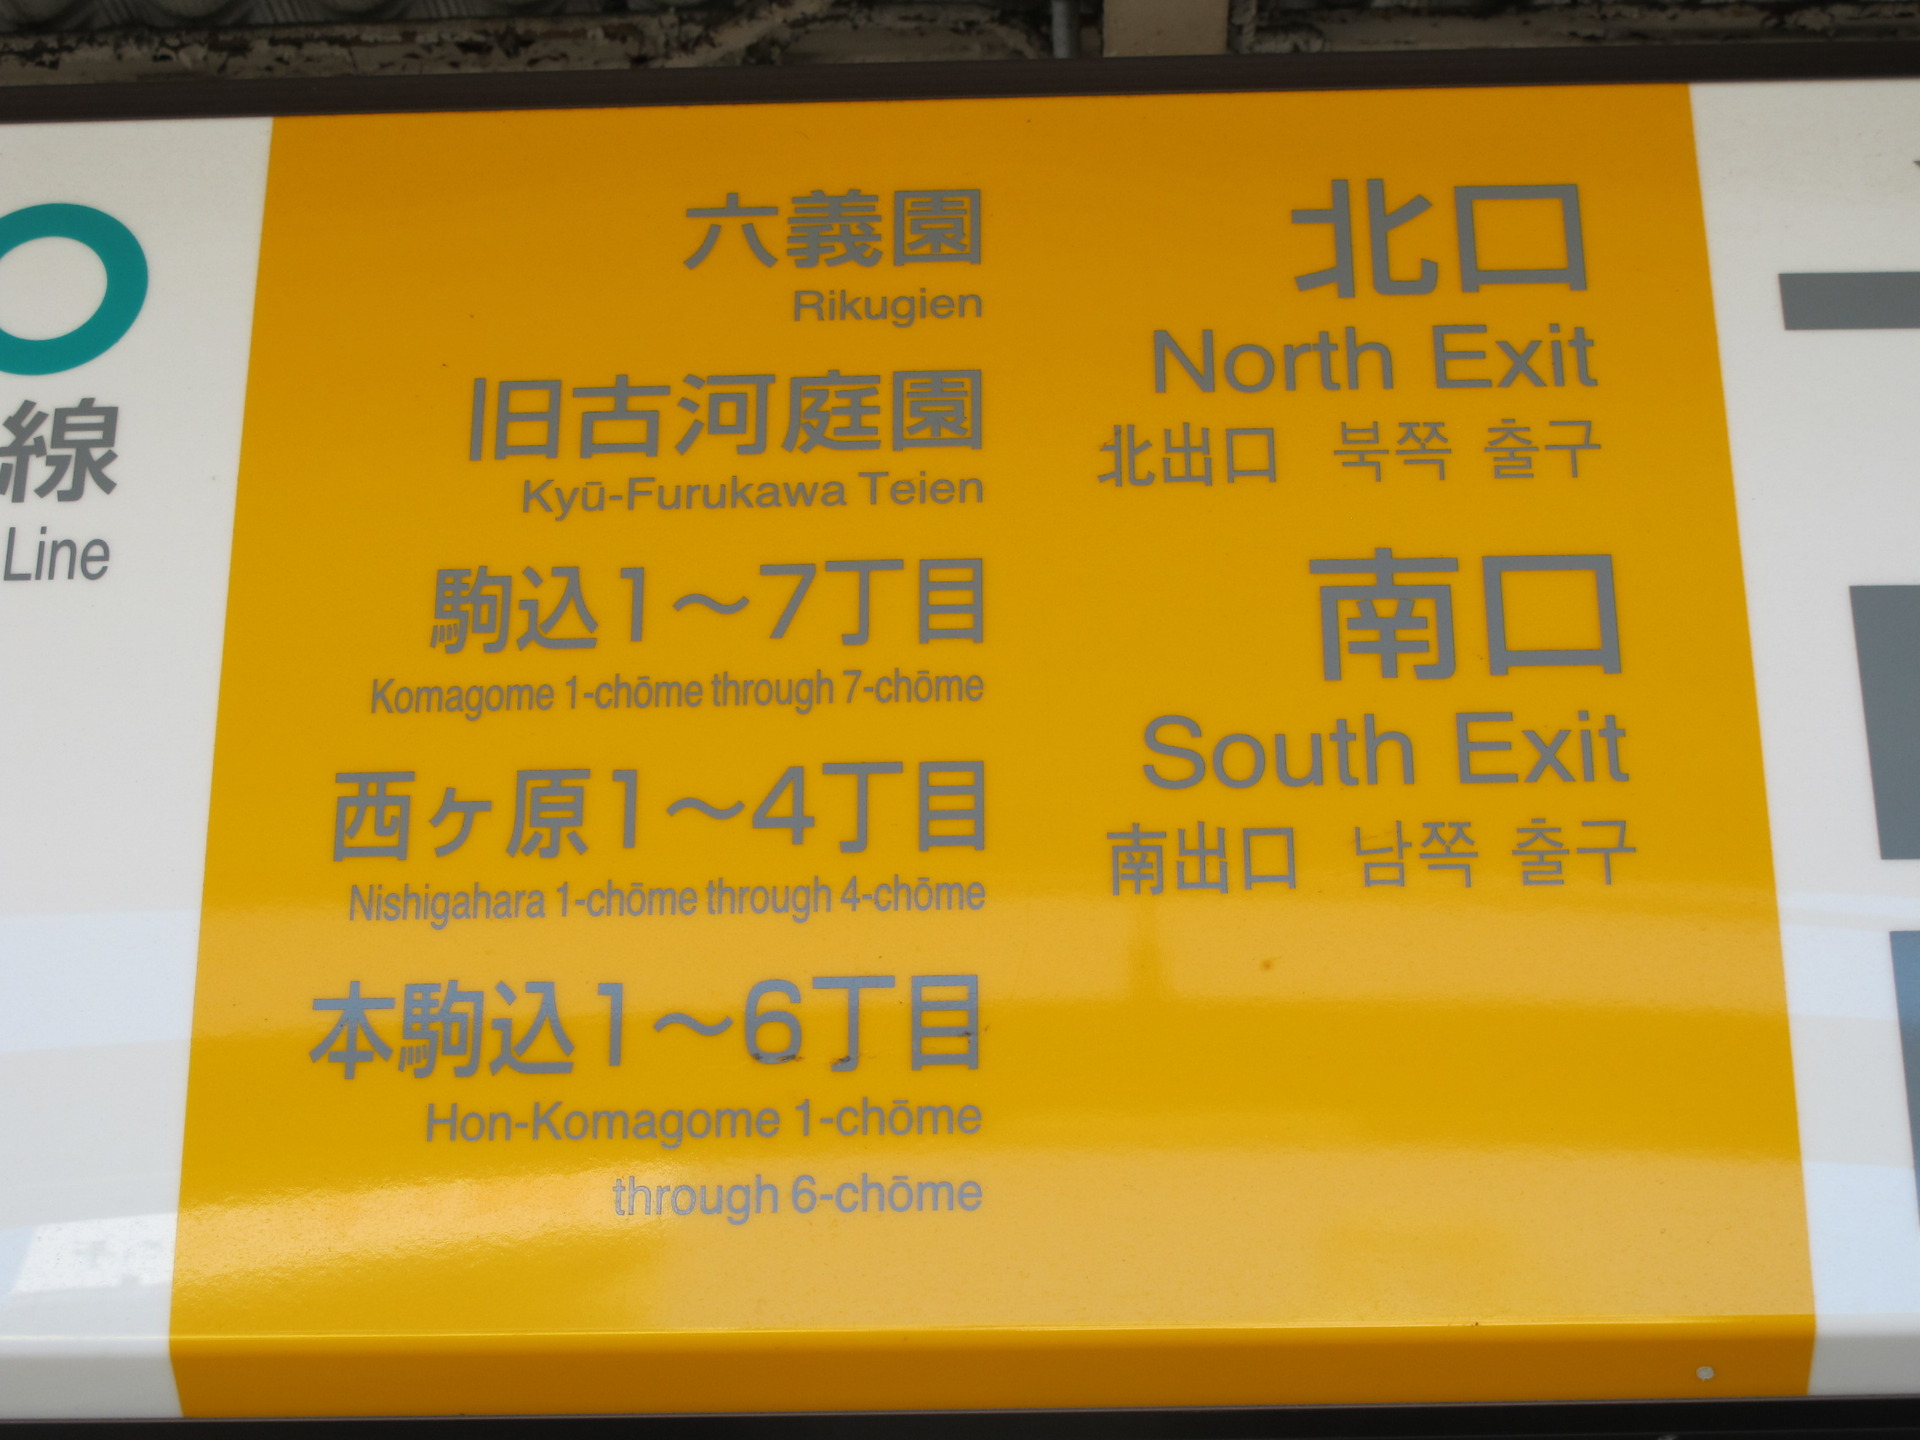 線
Line
六義園
Rikugien
旧古河庭園
Kyū-Furukawa Teien
駒込1～7丁目
Komagome 1-chōme through 7-chōme
西ヶ原1～4丁目
Nishigahara 1-chōme through 4-chōme
本駒込1～6丁目
Hon-Komagome 1-chōme
through 6-chōme
北口
North Exit
北出口 북쪽 출구
南口
South Exit
南出口 남쪽 출구